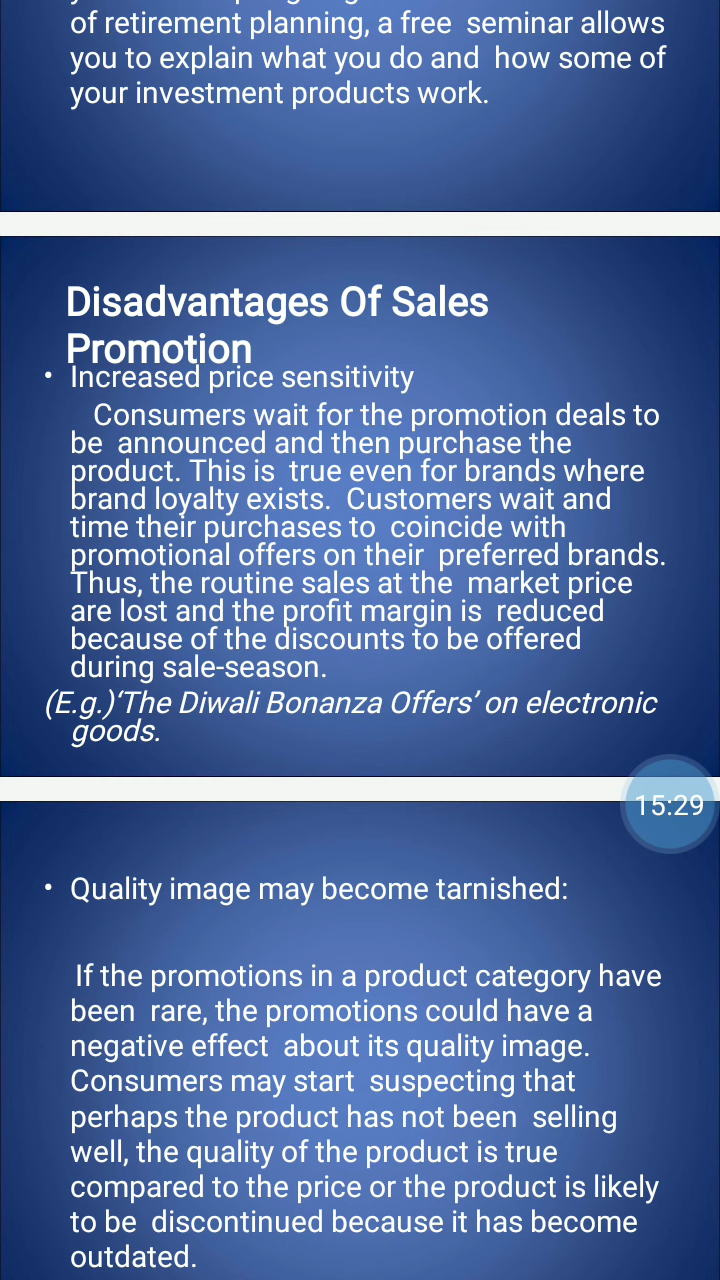 of retirement planning, a free seminar allows
you to explain what you do and how some of
your investment products work.
Disadvantages Of Sales
Promotion
• Increased price sensitivity
Consumers wait for the promotion deals to
be announced and then purchase the
product. This is true even for brands where
brand loyalty exists. Customers wait and
time their purchases to coincide with
promotional offers on their preferred brands.
Thus, the routine sales at the market price
are lost and the profit margin is reduced
because of the discounts to be offered
during sale-season.
(E.g.)‘The Diwali Bonanza Offers’ on electronic
goods.
15:29
• Quality image may become tarnished:
If the promotions in a product category have
been rare, the promotions could have a
negative effect about its quality image.
Consumers may start suspecting that
perhaps the product has not been selling
well, the quality of the product is true
compared to the price or the product is likely
to be discontinued because it has become
outdated.